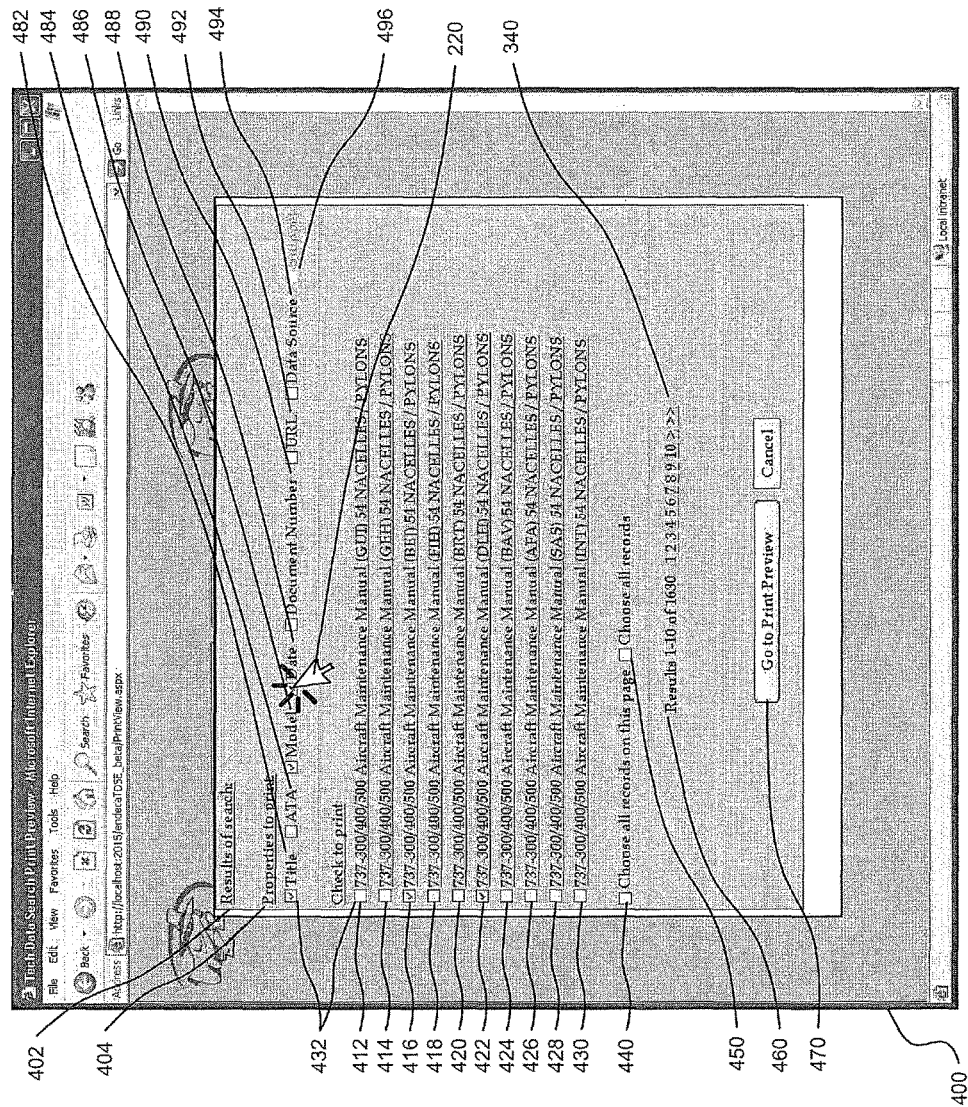 Tech Data Search Print Preview - Microsoft Internet Explorer
File Edit View Favorites Tools Help
Back Search Favorites
Address http://localhost:2015/endecaTDSE_beta/PrintView.aspx Go Links
Results of search:
Properties to print
Title ATA Model Date Document Number URL Data Source
Check to print
737-300/400/500 Aircraft Maintenance Manual (GUI) 54 NACELLES / PYLONS
737-300/400/500 Aircraft Maintenance Manual (GEH) 54 NACELLES / PYLONS
737-300/400/500 Aircraft Maintenance Manual (BEI) 54 NACELLES / PYLONS
737-300/400/500 Aircraft Maintenance Manual (FIH) 54 NACELLES / PYLONS
737-300/400/500 Aircraft Maintenance Manual (BRI) 54 NACELLES / PYLONS
737-300/400/500 Aircraft Maintenance Manual (DLH) 54 NACELLES / PYLONS
737-300/400/500 Aircraft Maintenance Manual (BAV) 54 NACELLES / PYLONS
737-300/400/500 Aircraft Maintenance Manual (AFA) 54 NACELLES / PYLONS
737-300/400/500 Aircraft Maintenance Manual (SAS) 54 NACELLES / PYLONS
737-300/400/500 Aircraft Maintenance Manual (INT) 54 NACELLES / PYLONS
Choose all records on this page Choose all records
Results 1-10 of 1630 1 2 3 4 5 6 7 8 9 10 > >>
Go to Print Preview Cancel
Local intranet
402
404
432
412
414
416
418
420
422
424
426
428
430
440
450
460
470
400
482
484
486
488
490
492
494
496
220
340